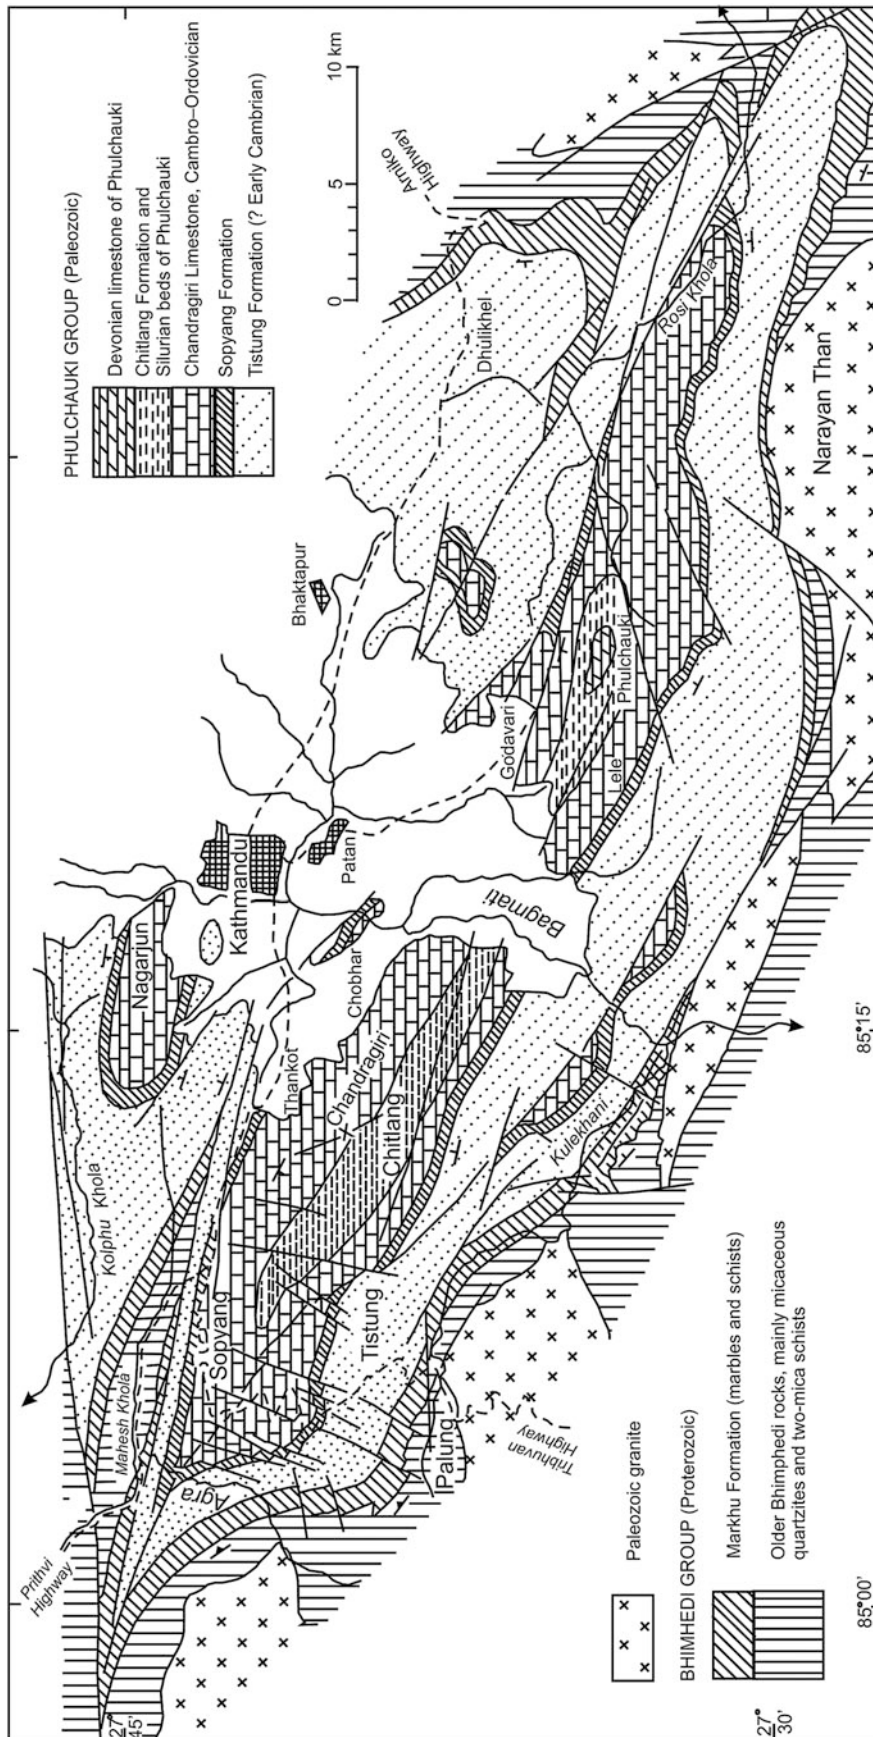 PHULCHAUKI GROUP (Paleozoic)
Devonian limestone of Phulchauki
Chitlang Formation and
Silurian beds of Phulchauki
Chandragiri Limestone, Cambro–Ordovician
Sopyang Formation
Tistung Formation (? Early Cambrian)
0
5
10 km
Arniko
Highway
Dhulikhel
Bhaktapur
Rosi Khola
Narayan Than
Godavari
Phulchauki
Lele
Kathmandu
Patan
Bagmati
Nagarjun
Chobhar
Thankot
Chandragiri
Chitlang
Kulekhani
Kolphu Khola
Mahesh Khola
Sopyang
Tistung
Agra
Palung
Prithvi
Highway
Tribhuvan
Highway
Paleozoic granite
BHIMHEDI GROUP (Proterozoic)
Markhu Formation (marbles and schists)
Older Bhimphedi rocks, mainly micaceous
quartzites and two-mica schists
27°
45'
27°
30'
85°00'
85°15'